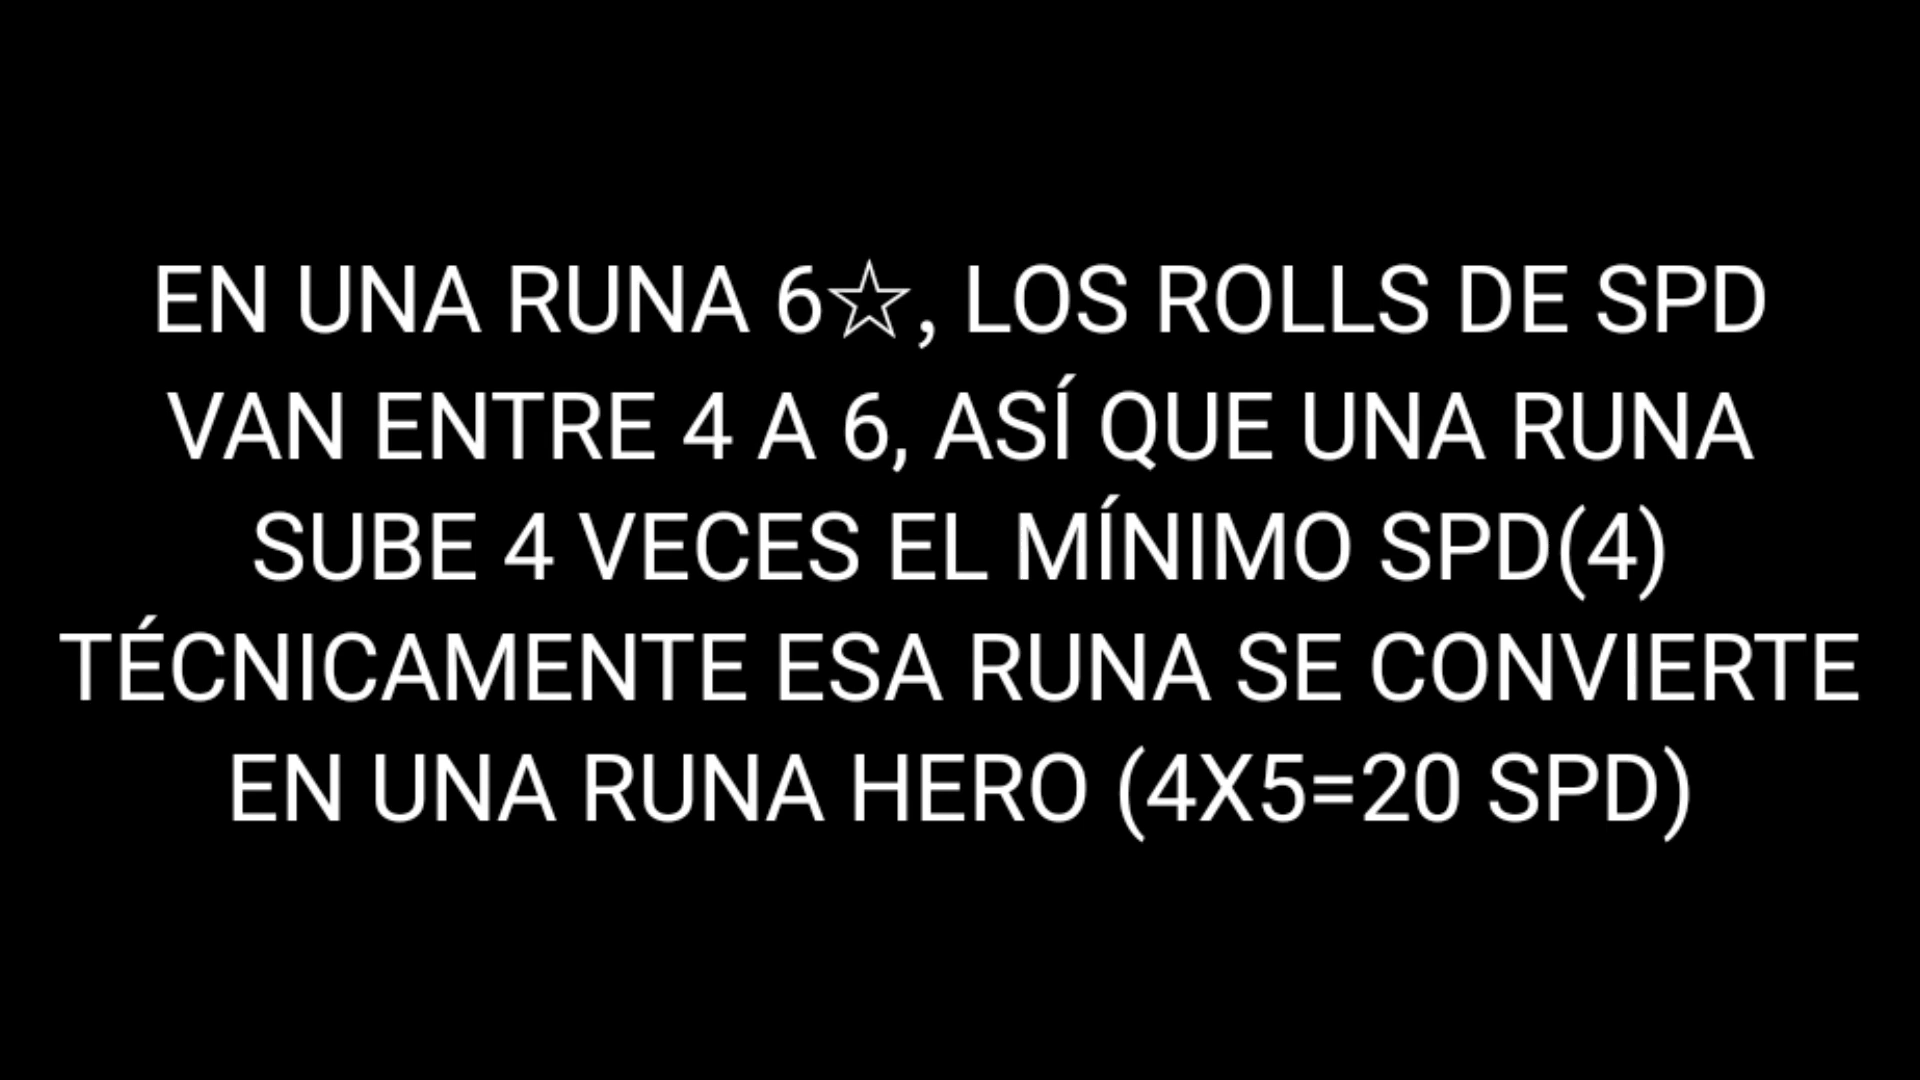 EN UNA RUNA 6☆, LOS ROLLS DE SPD
VAN ENTRE 4 A 6, ASÍ QUE UNA RUNA
SUBE 4 VECES EL MÍNIMO SPD(4)
TÉCNICAMENTE ESA RUNA SE CONVIERTE
EN UNA RUNA HERO (4X5=20 SPD)